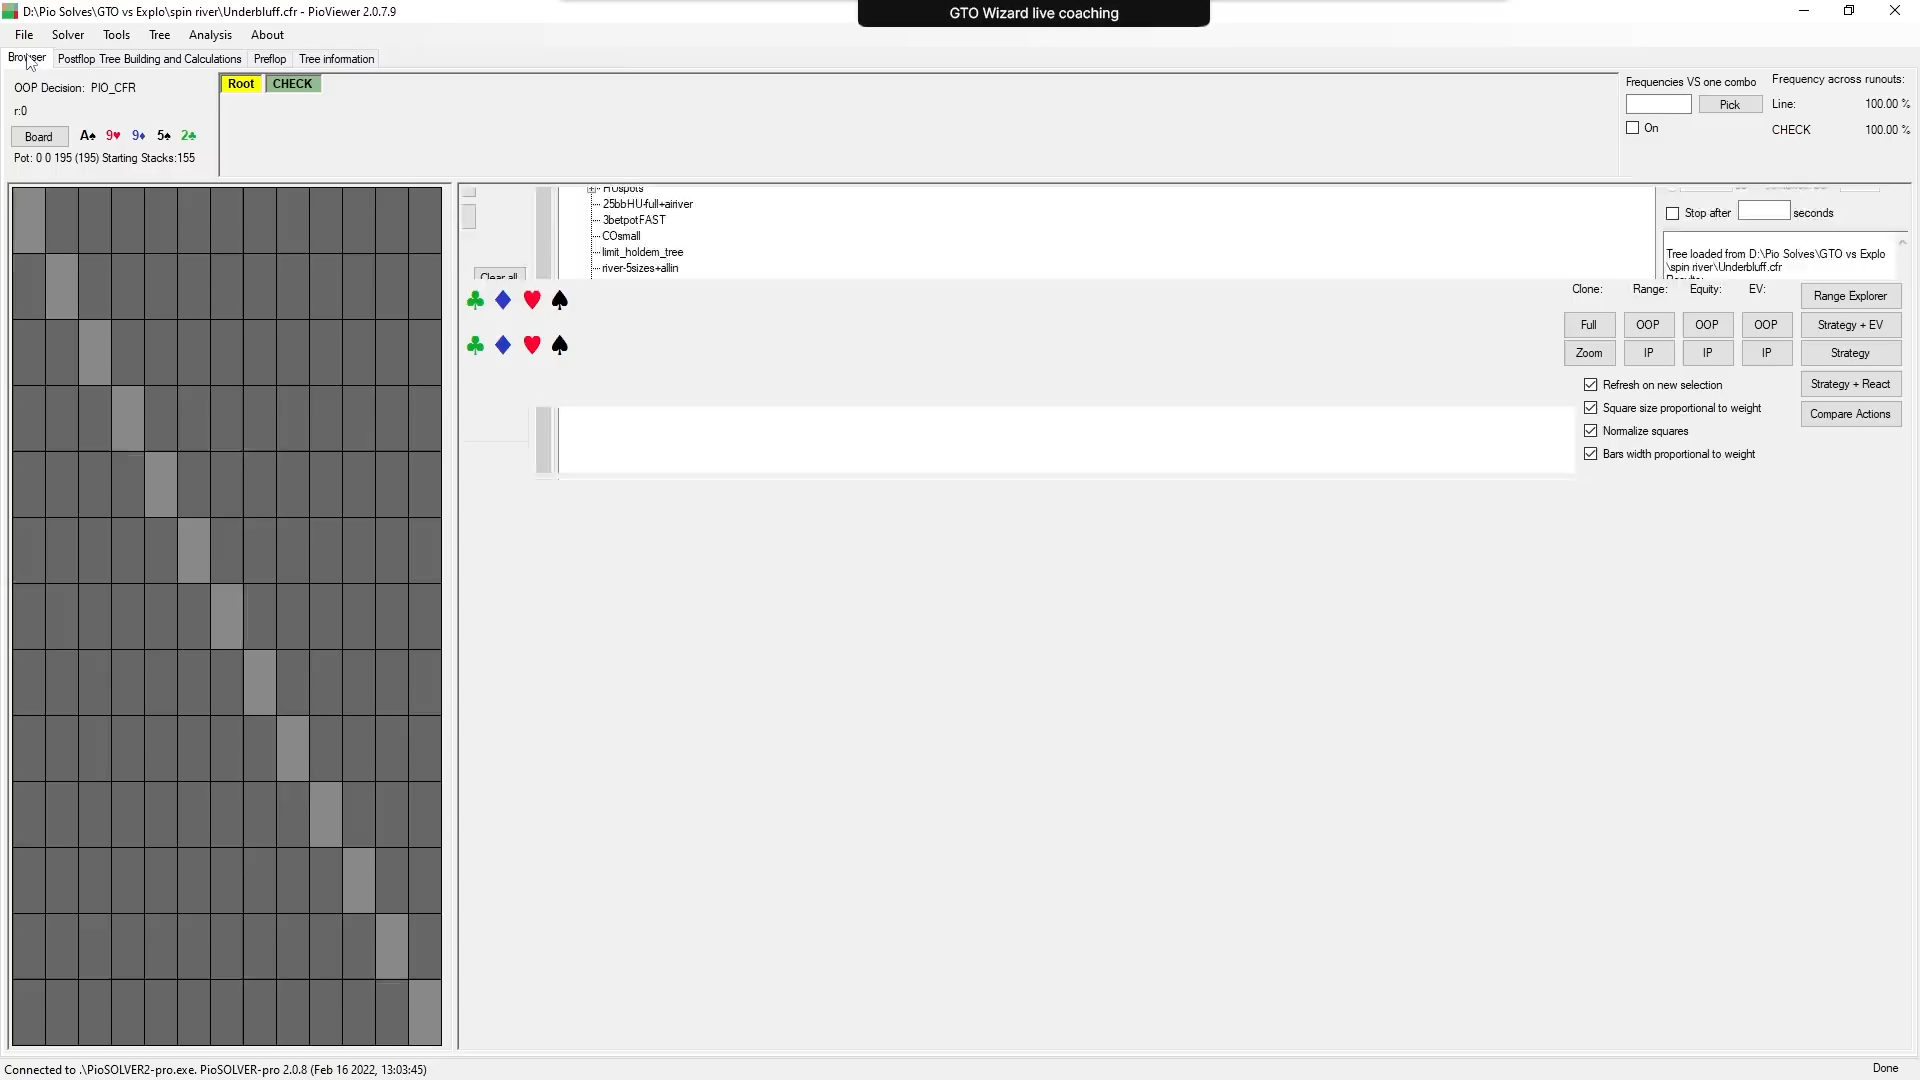 D:\Pio Solves\GTO vs Explo\spin river\Underbluff.cfr - PioViewer 2.0.7.9
GTO Wizard live coaching
File Solver Tools Tree Analysis About
Browser Postflop Tree Building and Calculations Preflop Tree information
OOP Decision: PIO_CFR
r:0
Board A♠ 9♥ 9♦ 5♠ 2♣
Pot: 0 0 195 (195) Starting Stacks:155
Root CHECK
Frequencies VS one combo
Pick
On
Frequency across runouts:
Line: 100.00 %
CHECK 100.00 %
HUspots
25bbHU-full+airiver
3betpotFAST
COsmall
limit_holdem_tree
river-5sizes+allin
Clear all
Stop after seconds
Tree loaded from D:\Pio Solves\GTO vs Explo
\spin river\Underbluff.cfr
♣ ♦ ♥ ♠
♣ ♦ ♥ ♠
Clone: Range: Equity: EV: Range Explorer
Full OOP OOP OOP Strategy + EV
Zoom IP IP IP Strategy
Refresh on new selection Strategy + React
Square size proportional to weight Compare Actions
Normalize squares
Bars width proportional to weight
Connected to .\PioSOLVER2-pro.exe. PioSOLVER-pro 2.0.8 (Feb 16 2022, 13:03:45)
Done